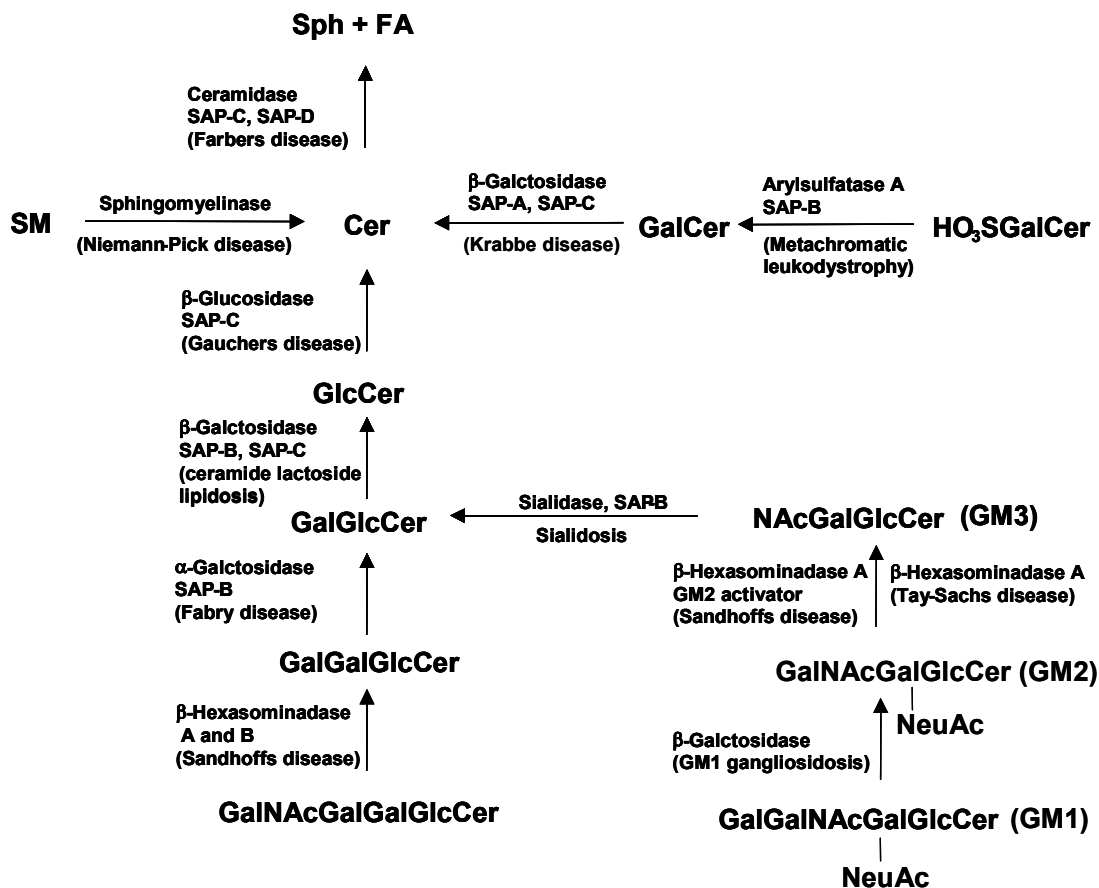 Sph + FA
Ceramidase
SAP-C, SAP-D
(Farbers disease)
SM
Sphingomyelinase
(Niemann-Pick disease)
Cer
β-Galctosidase
SAP-A, SAP-C
(Krabbe disease)
GalCer
Arylsulfatase A
SAP-B
(Metachromatic
leukodystrophy)
HO3SGalCer
β-Glucosidase
SAP-C
(Gauchers disease)
GlcCer
β-Galctosidase
SAP-B, SAP-C
(ceramide lactoside
lipidosis)
GalGlcCer
Sialidase, SAP-B
Sialidosis
NAcGalGlcCer (GM3)
α-Galctosidase
SAP-B
(Fabry disease)
β-Hexasominadase A
GM2 activator
(Sandhoffs disease)
β-Hexasominadase A
(Tay-Sachs disease)
GalGalGlcCer
GalNAcGalGlcCer (GM2)
NeuAc
β-Hexasominadase
A and B
(Sandhoffs disease)
β-Galctosidase
(GM1 gangliosidosis)
GalNAcGalGalGlcCer
GalGalNAcGalGlcCer (GM1)
NeuAc